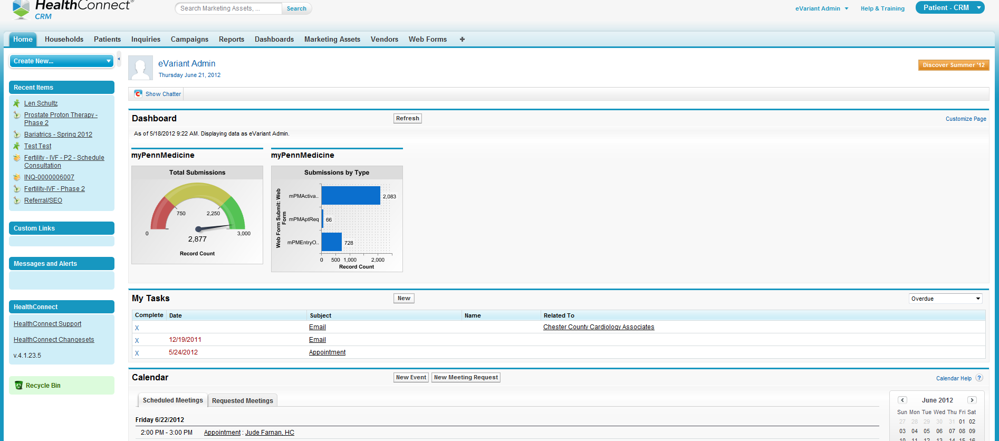 HealthConnect®
CRM
Search Marketing Assets, ...
Search
eVariant Admin
Help & Training
Patient - CRM
Home
Households
Patients
Inquiries
Campaigns
Reports
Dashboards
Marketing Assets
Vendors
Web Forms
+
Create New...
Recent Items
Len Schultz
Prostate Proton Therapy -
Phase 2
Bariatrics - Spring 2012
Test Test
Fertility - IVF - P2 - Schedule
Consultation
INQ-0000006007
Fertility-IVF - Phase 2
Referral/SEO
Custom Links
Messages and Alerts
HealthConnect
HealthConnect Support
HealthConnect Changesets
v.4.1.23.5
Recycle Bin
eVariant Admin
Thursday June 21, 2012
Discover Summer '12
Show Chatter
Dashboard
Refresh
Customize Page
As of 5/18/2012 9:22 AM. Displaying data as eVariant Admin.
myPennMedicine
Total Submissions
750
2,250
0
3,000
2,877
Record Count
myPennMedicine
Submissions by Type
Web Form Submit: Web
Form
mPMActiva..
2,083
mPMAptReq
66
mPMEntryO..
728
0 500 1,000 2,000
Record Count
My Tasks
New
Overdue
Complete Date Subject Name Related To
X Email Chester County Cardiology Associates
X 12/19/2011 Email
X 5/24/2012 Appointment
Calendar
New Event
New Meeting Request
Calendar Help ?
Scheduled Meetings
Requested Meetings
Friday 6/22/2012
2:00 PM - 3:00 PM Appointment : Jude Farnan, HC
June 2012
Sun Mon Tue Wed Thu Fri Sat
27 28 29 30 31 01 02
03 04 05 06 07 08 09
10 11 12 13 14 15 16